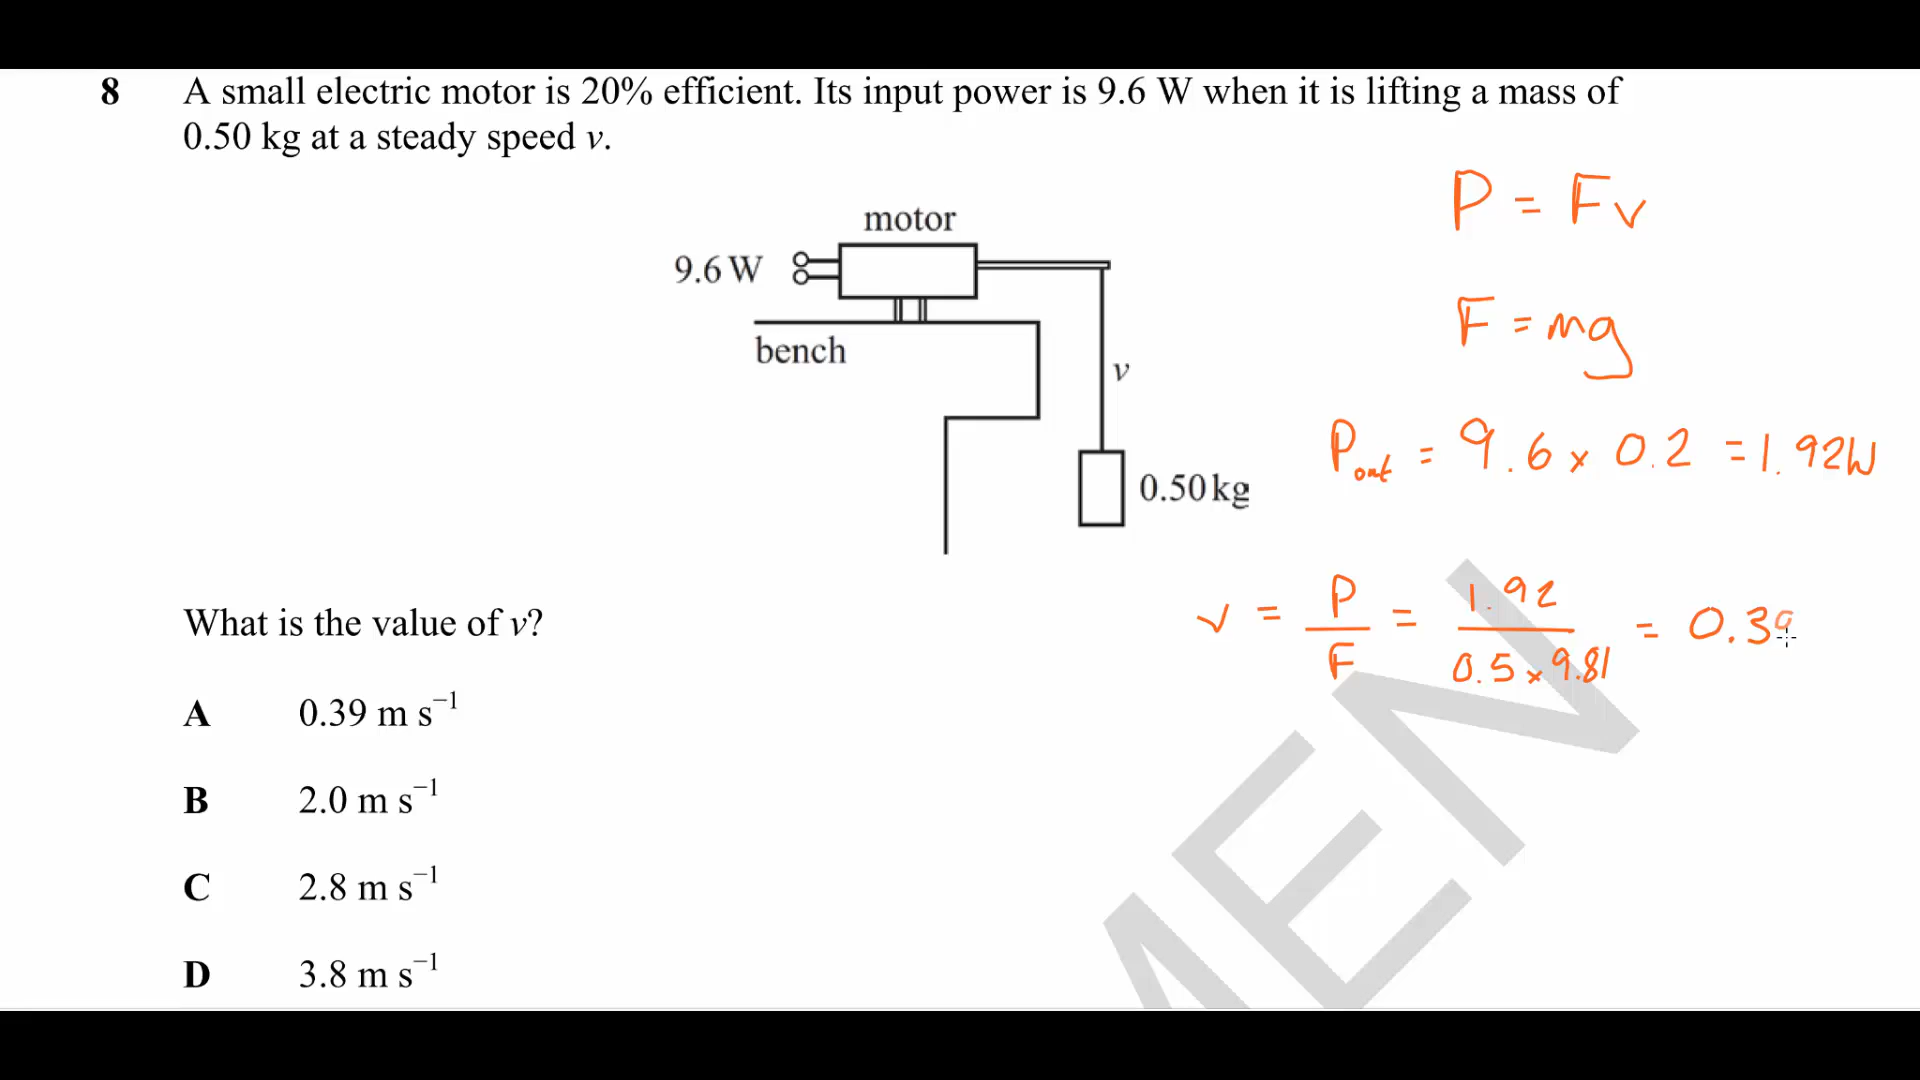 8 A small electric motor is 20% efficient. Its input power is 9.6 W when it is lifting a mass of
0.50 kg at a steady speed v.
P = Fv
motor
9.6 W
F = mg
bench
v
Pout = 9.6 × 0.2 = 1.92W
0.50 kg
v = P/F = 1.92/0.5 × 9.81 = 0.39
What is the value of v?
A 0.39 m s⁻¹
B 2.0 m s⁻¹
C 2.8 m s⁻¹
D 3.8 m s⁻¹
MEN